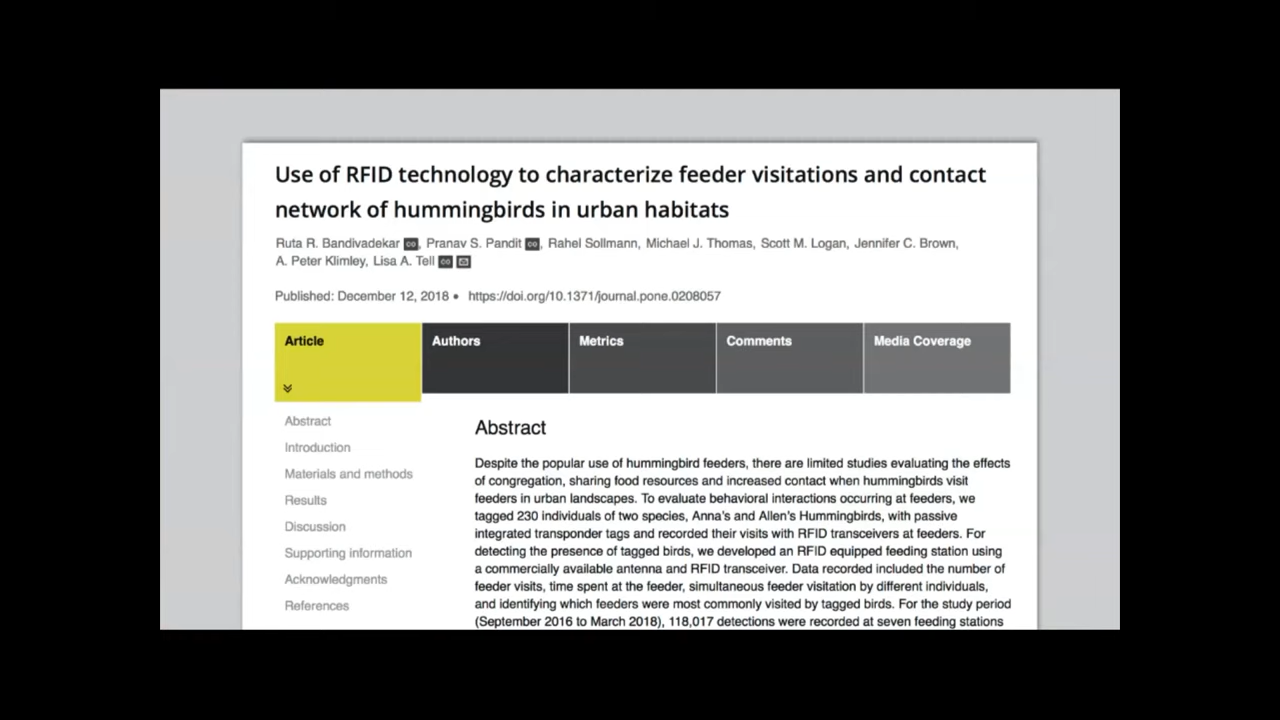 Use of RFID technology to characterize feeder visitations and contact
network of hummingbirds in urban habitats
Ruta R. Bandivadekar co, Pranav S. Pandit co, Rahel Sollmann, Michael J. Thomas, Scott M. Logan, Jennifer C. Brown,
A. Peter Klimley, Lisa A. Tell co
Published: December 12, 2018 • https://doi.org/10.1371/journal.pone.0208057
Article
Authors
Metrics
Comments
Media Coverage
Abstract
Introduction
Materials and methods
Results
Discussion
Supporting information
Acknowledgments
References
Abstract
Despite the popular use of hummingbird feeders, there are limited studies evaluating the effects
of congregation, sharing food resources and increased contact when hummingbirds visit
feeders in urban landscapes. To evaluate behavioral interactions occurring at feeders, we
tagged 230 individuals of two species, Anna's and Allen's Hummingbirds, with passive
integrated transponder tags and recorded their visits with RFID transceivers at feeders. For
detecting the presence of tagged birds, we developed an RFID equipped feeding station using
a commercially available antenna and RFID transceiver. Data recorded included the number of
feeder visits, time spent at the feeder, simultaneous feeder visitation by different individuals,
and identifying which feeders were most commonly visited by tagged birds. For the study period
(September 2016 to March 2018), 118,017 detections were recorded at seven feeding stations